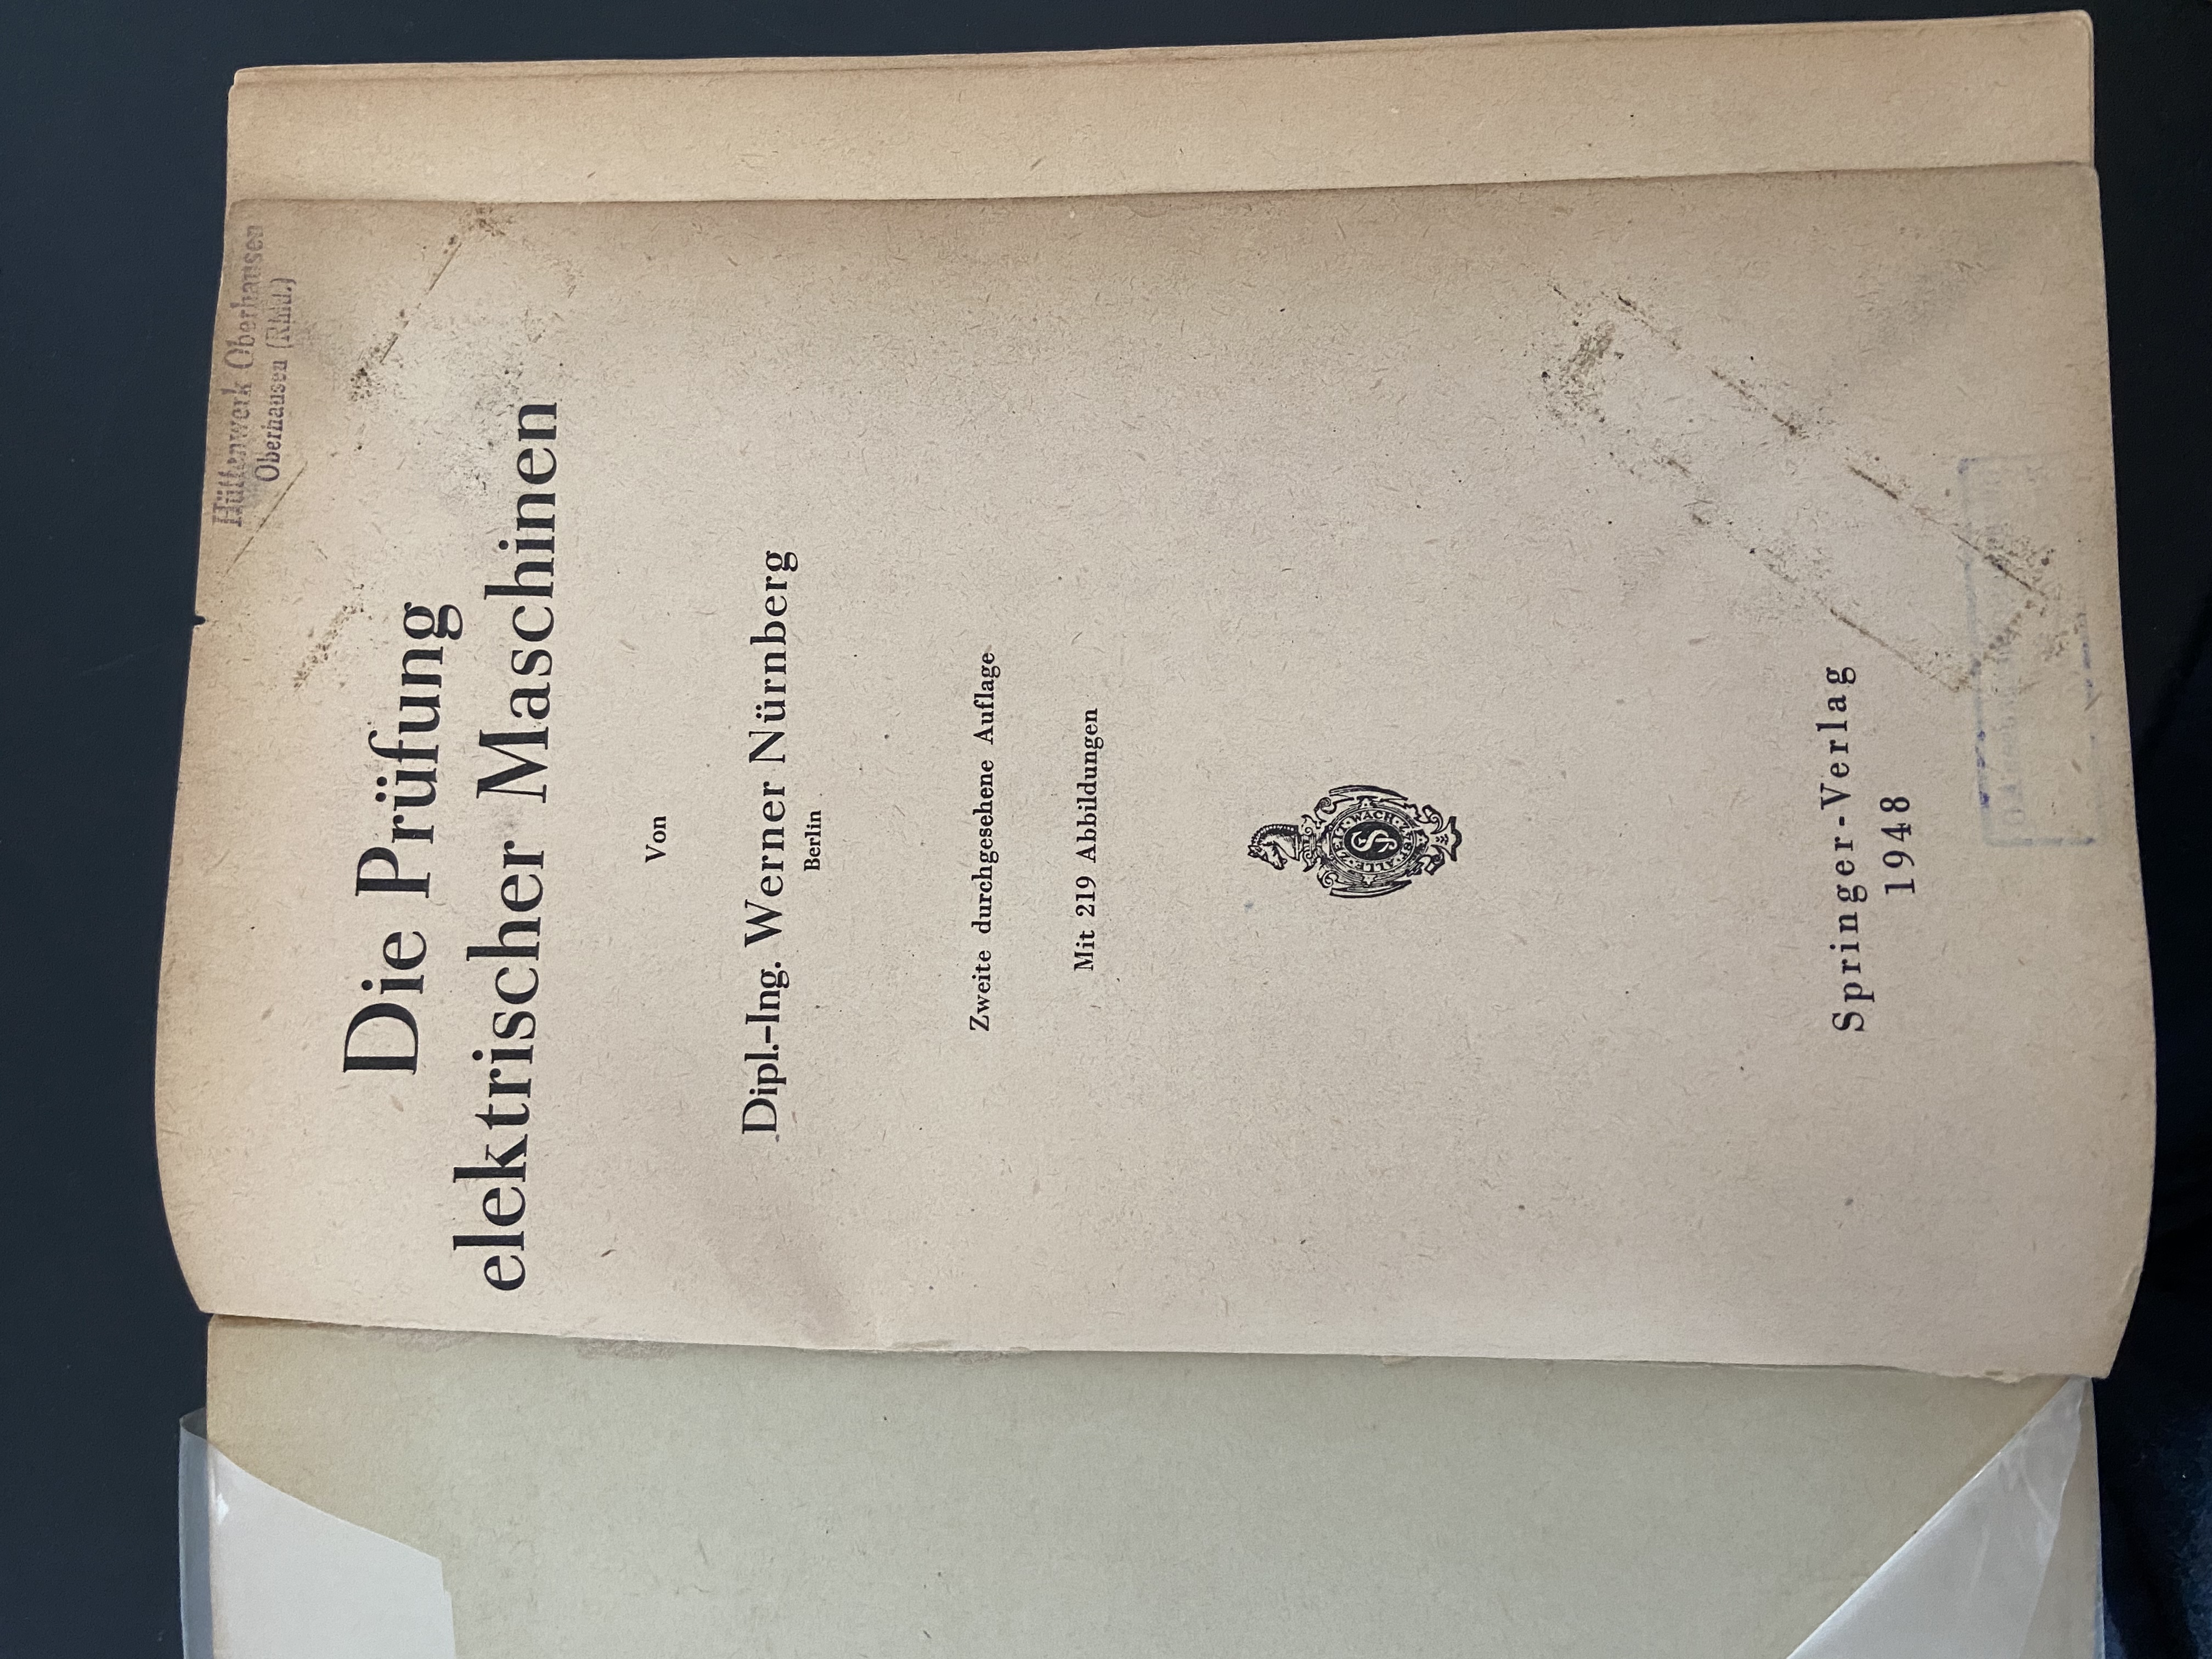 Hüttenwerk Oberhausen
Oberhausen (Rhld.)
Die Prüfung
elektrischer Maschinen
Von
Dipl.-Ing. Werner Nürnberg
Berlin
Zweite durchgesehene Auflage
Mit 219 Abbildungen
Springer-Verlag
1948